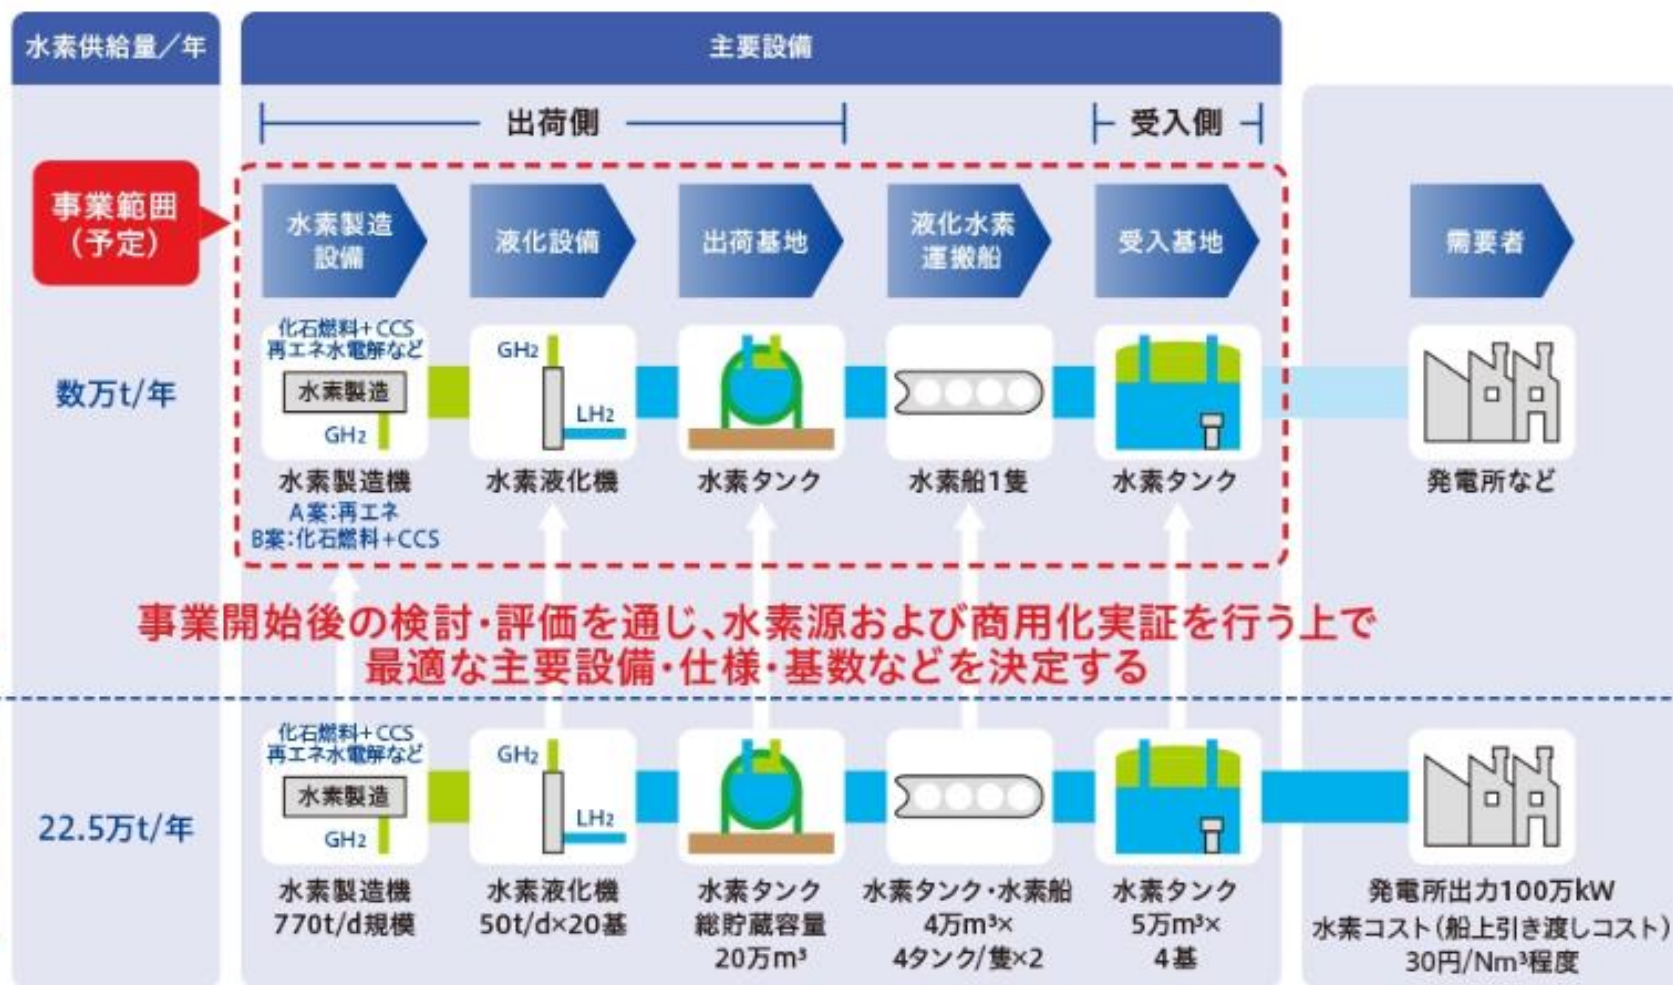 水素供給量／年
主要設備
出荷側
受入側
事業範囲
（予定）
水素製造
設備
液化設備
出荷基地
液化水素
運搬船
受入基地
需要者
数万t/年
化石燃料+CCS
再エネ水電解など
水素製造
GH2
水素製造機
A案：再エネ
B案：化石燃料+CCS
GH2
LH2
水素液化機
水素タンク
水素船1隻
水素タンク
発電所など
事業開始後の検討・評価を通じ、水素源および商用化実証を行う上で
最適な主要設備・仕様・基数などを決定する
22.5万t/年
化石燃料+CCS
再エネ水電解など
水素製造
GH2
水素製造機
770t/d規模
GH2
LH2
水素液化機
50t/d×20基
水素タンク
総貯蔵容量
20万m³
水素タンク・水素船
4万m³×
4タンク/隻×2
水素タンク
5万m³×
4基
発電所出力100万kW
水素コスト（船上引き渡しコスト）
30円/Nm³程度